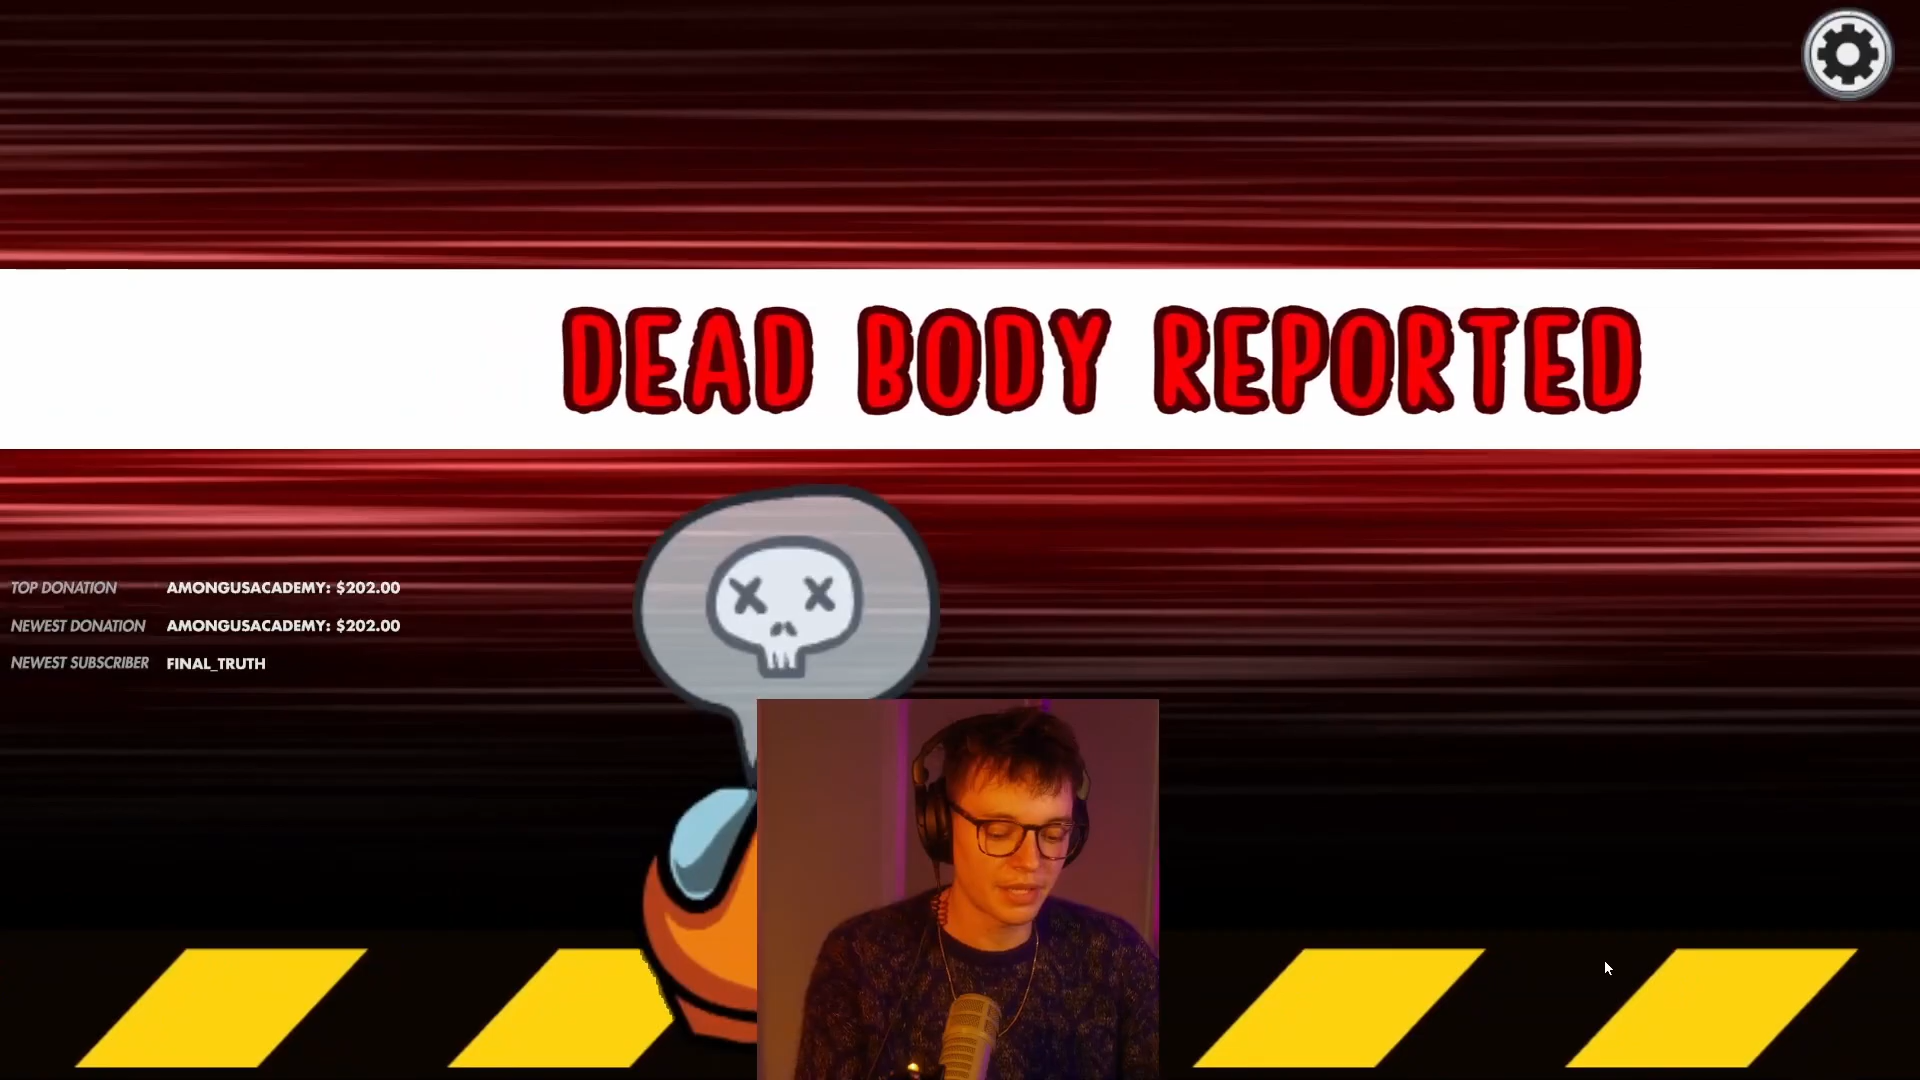 DEAD BODY REPORTED
TOP DONATION AMONGUSACADEMY: $202.00
NEWEST DONATION AMONGUSACADEMY: $202.00
NEWEST SUBSCRIBER FINAL_TRUTH